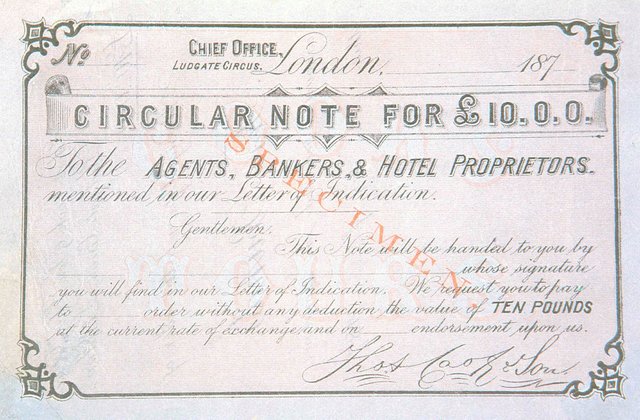 No CHIEF OFFICE, LUDGATE CIRCUS. London, 187
CIRCULAR NOTE FOR £10.0.0.
To the AGENTS, BANKERS, & HOTEL PROPRIETORS.
mentioned in our Letter of Indication.
Gentlemen.
This Note will be handed to you by
whose signature
you will find in our Letter of Indication. We request you to pay
to order without any deduction the value of TEN POUNDS
at the current rate of exchange, and on endorsement upon us.
Thos Cook & Son.
SPECIMEN.